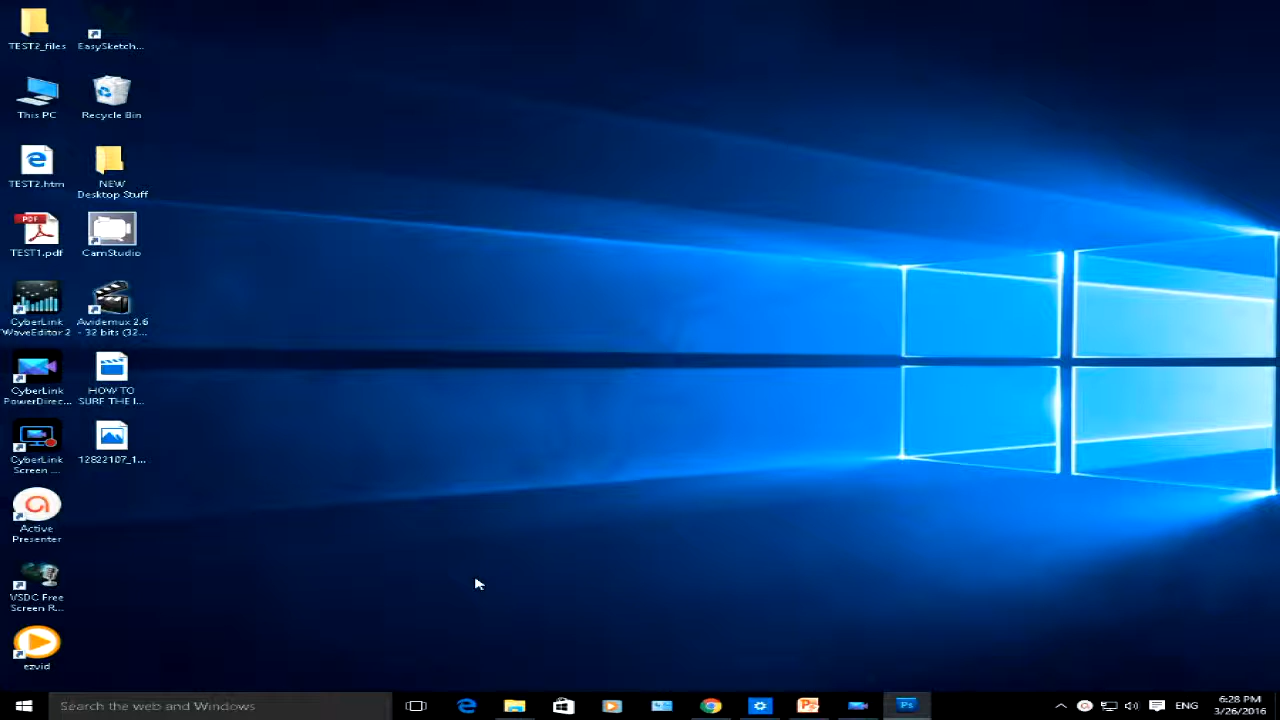 TEST2_files
EasySketch...
This PC
Recycle Bin
TEST2.htm
NEW
Desktop Stuff
PDF
TEST1.pdf
CamStudio
CyberLink
WaveEditor 2
Avidemux 2.6
- 32 bits (32...
CyberLink
PowerDirec...
HOW TO
SURF THE I...
CyberLink
Screen ...
12822107_1...
Active
Presenter
VSDC Free
Screen R...
ezvid
Search the web and Windows
Ps
ENG
6:28 PM
3/26/2016